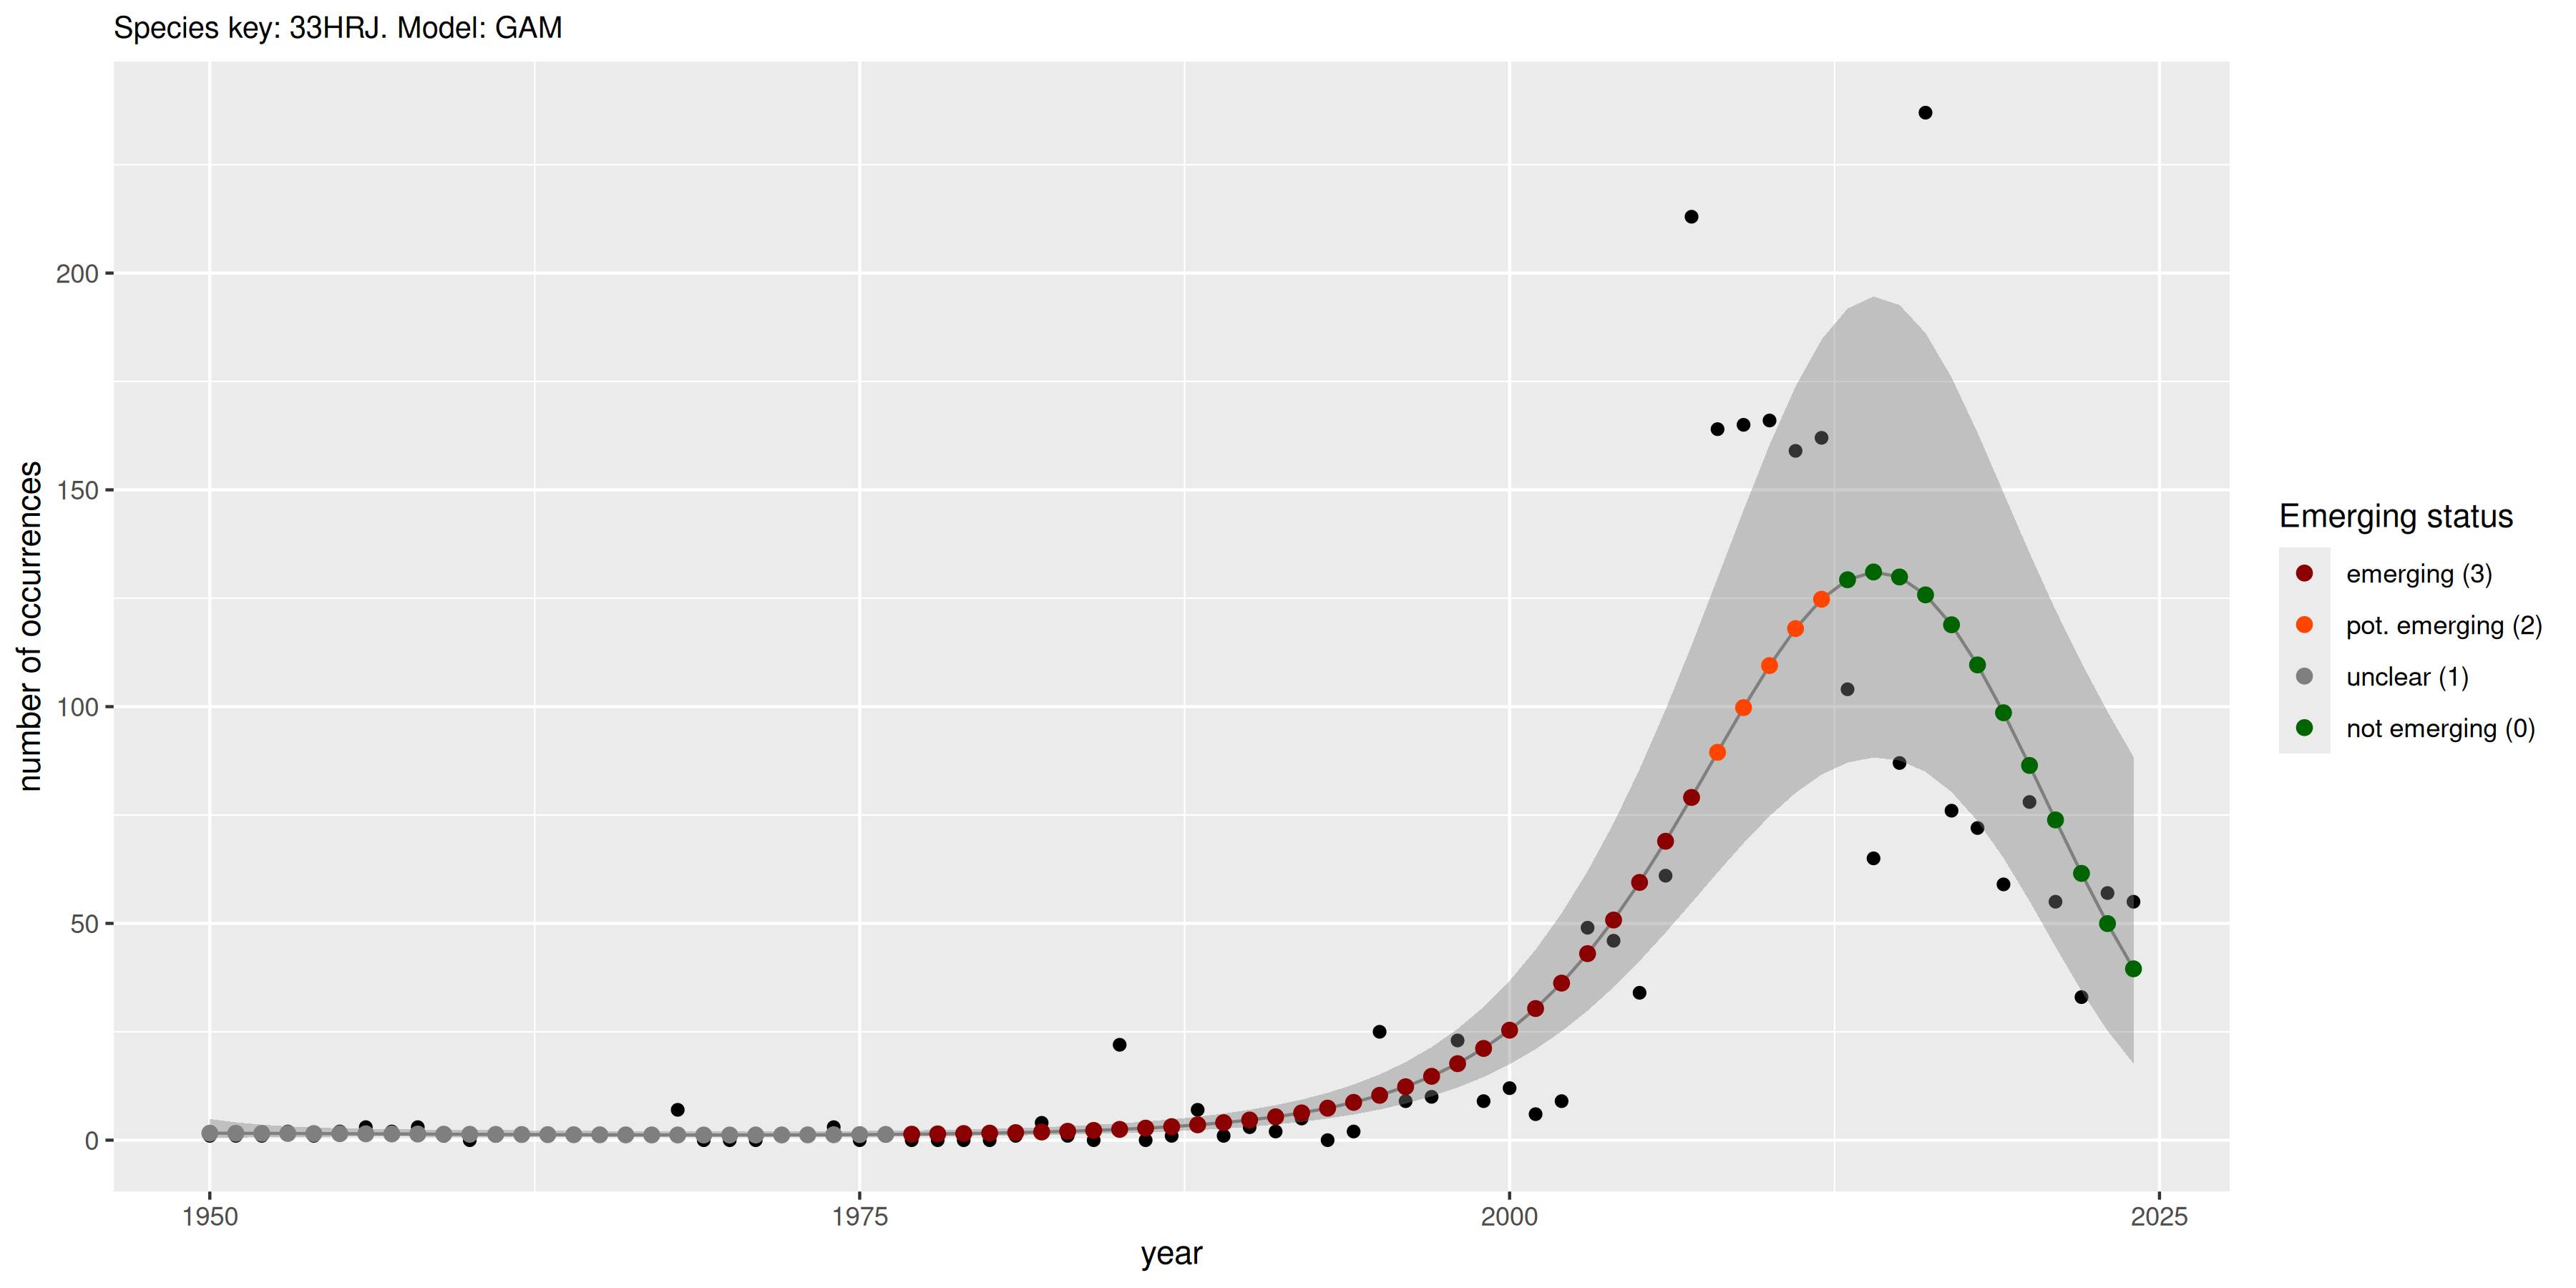 Species key: 33HRJ. Model: GAM
number of occurrences
200
150
100
50
0
1950
1975
2000
2025
year
Emerging status
emerging (3)
pot. emerging (2)
unclear (1)
not emerging (0)